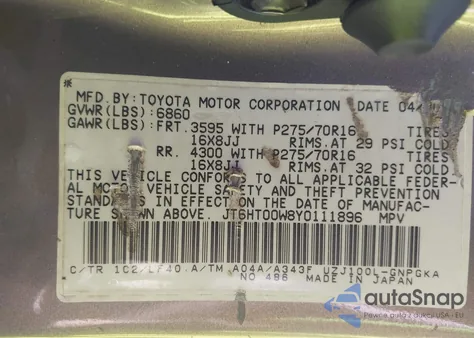 MFD. BY: TOYOTA MOTOR CORPORATION DATE 04/
GVWR(LBS): 6860
GAWR(LBS): FRT. 3595 WITH P275/70R16 TIRES
16X8JJ RIMS.AT 29 PSI COLD
RR. 4300 WITH P275/70R16 TIRES
16X8JJ RIMS.AT 32 PSI COLD
THIS VEHICLE CONFORMS TO ALL APPLICABLE FEDER-
AL MOTOR VEHICLE SAFETY AND THEFT PREVENTION
STANDARDS IN EFFECT ON THE DATE OF MANUFAC-
TURE SHOWN ABOVE. JT6HT00W8Y0111896 MPV
C/TR 1C2/LF40 A/TM A04A/A343F UZJ100L-GNPGKA
NO 486 MADE IN JAPAN
autaSnap